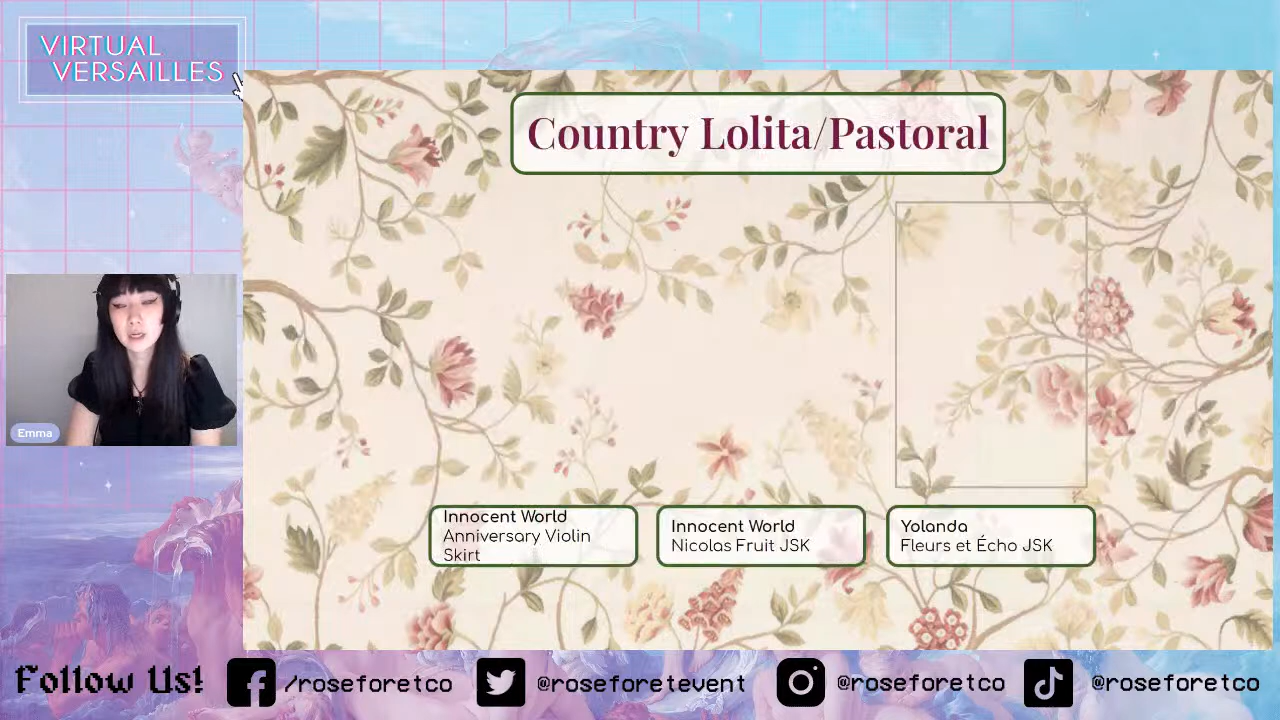 VIRTUAL
VERSAILLES
Country Lolita/Pastoral
Emma
Innocent World
Anniversary Violin
Skirt
Innocent World
Nicolas Fruit JSK
Yolanda
Fleurs et Écho JSK
Follow Us!
/roseforetco
@roseforetevent
@roseforetco
@roseforetco